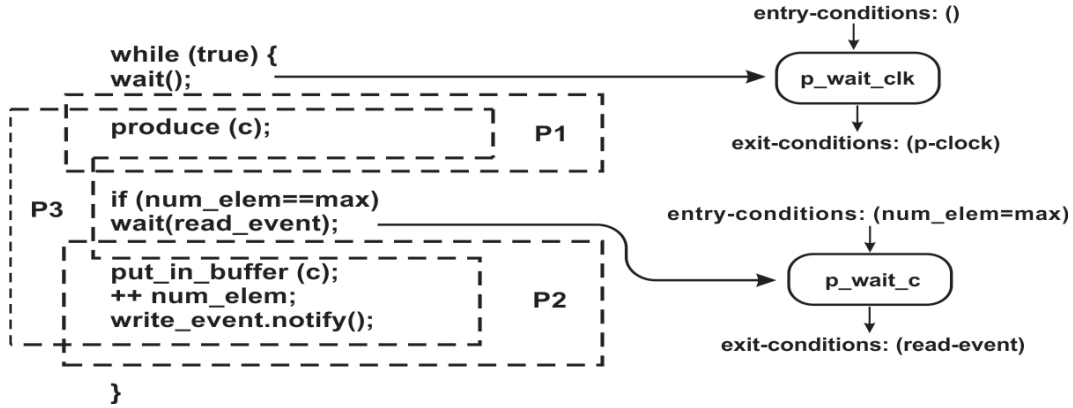 while (true) {
wait();
produce (c);
P1
if (num_elem==max)
wait(read_event);
P3
put_in_buffer (c);
++ num_elem;
write_event.notify();
P2
}
entry-conditions: ()
p_wait_clk
exit-conditions: (p-clock)
entry-conditions: (num_elem=max)
p_wait_c
exit-conditions: (read-event)